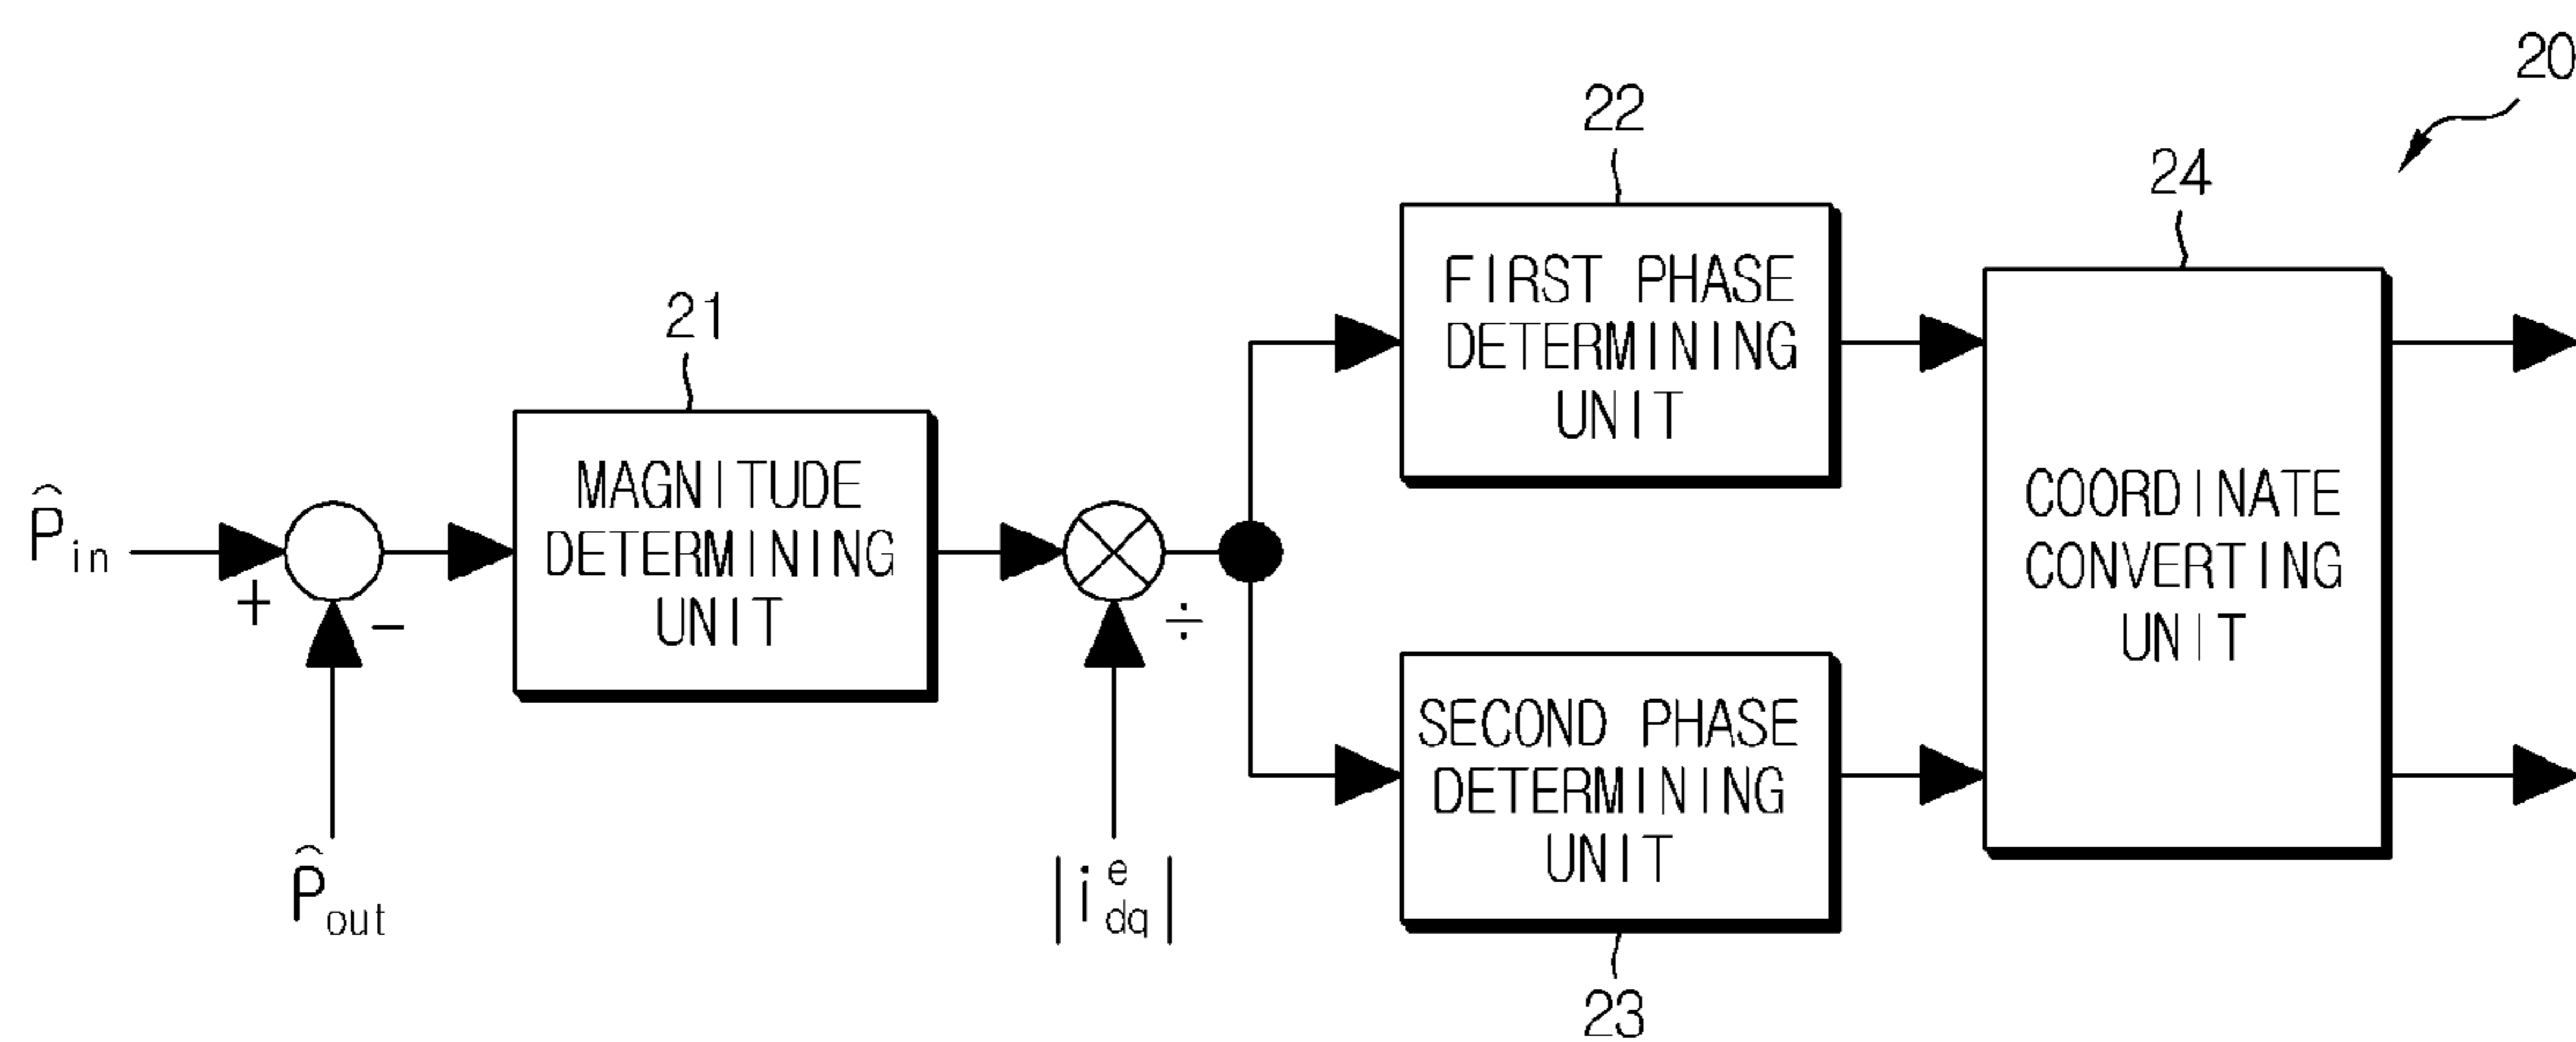 20
22
24
21
FIRST PHASE
DETERMINING
UNIT
MAGNITUDE
DETERMINING
UNIT
COORDINATE
CONVERTING
UNIT
P̂in
+
−
÷
SECOND PHASE
DETERMINING
UNIT
P̂out
|i^e_dq|
23